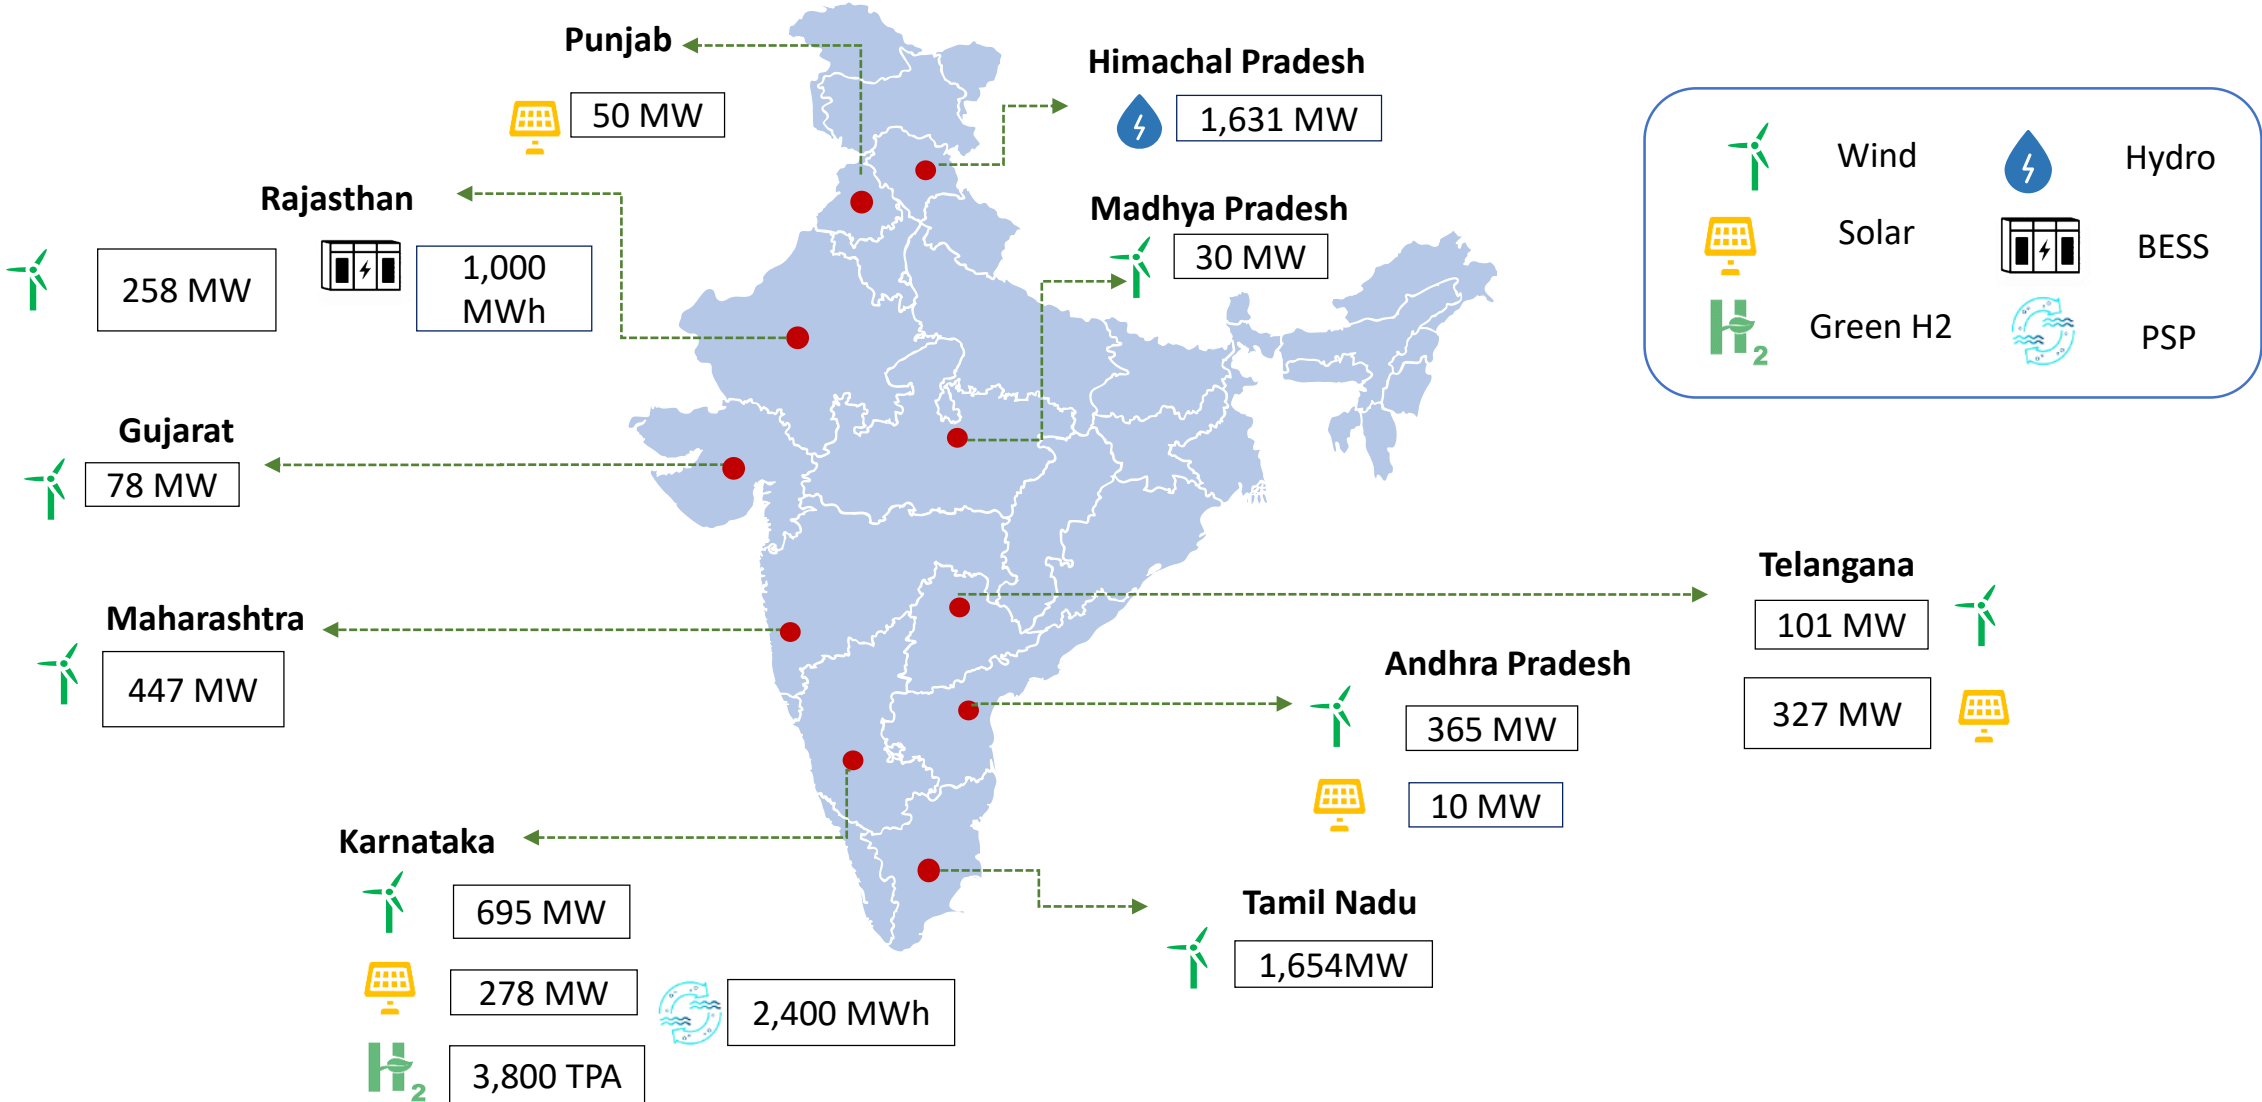 Punjab
50 MW
Himachal Pradesh
1,631 MW
Wind
Hydro
Solar
BESS
Green H2
PSP
H2
Rajasthan
258 MW
1,000
MWh
Madhya Pradesh
30 MW
Gujarat
78 MW
Maharashtra
447 MW
Telangana
101 MW
327 MW
Andhra Pradesh
365 MW
10 MW
Karnataka
695 MW
278 MW
2,400 MWh
H2
3,800 TPA
Tamil Nadu
1,654MW